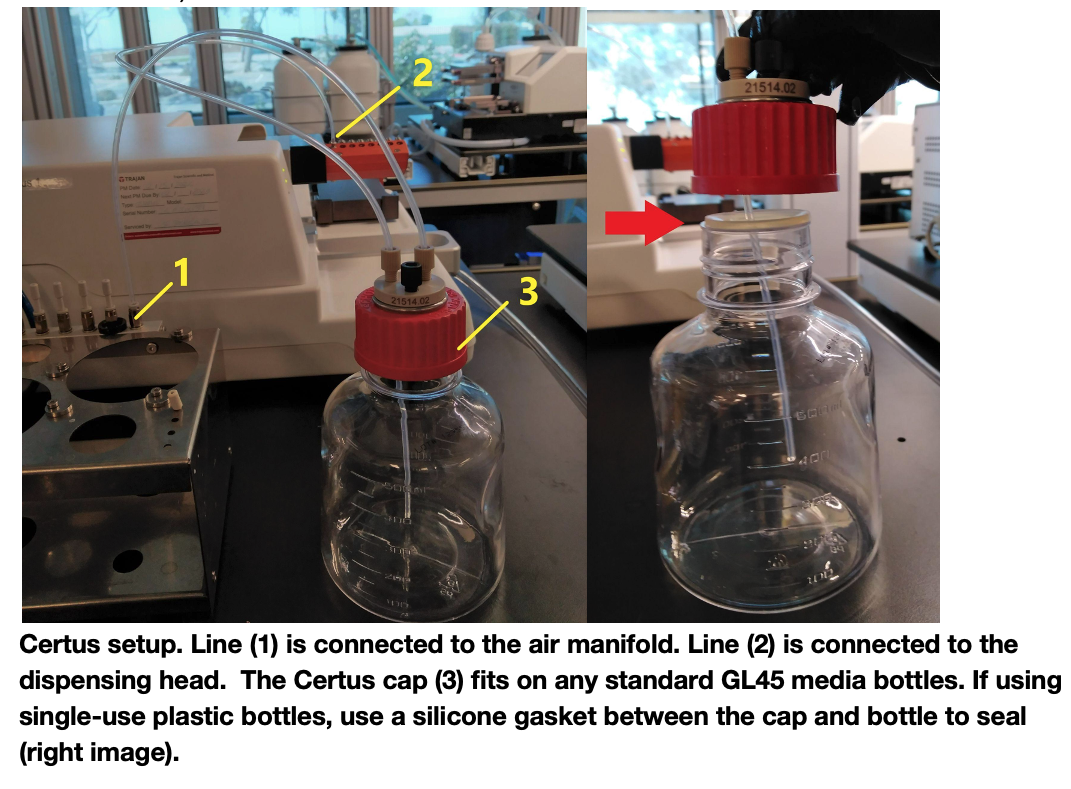 2
1
3
TRAJAN
21514.02
21514.02
400
Certus setup. Line (1) is connected to the air manifold. Line (2) is connected to the
dispensing head. The Certus cap (3) fits on any standard GL45 media bottles. If using
single-use plastic bottles, use a silicone gasket between the cap and bottle to seal
(right image).